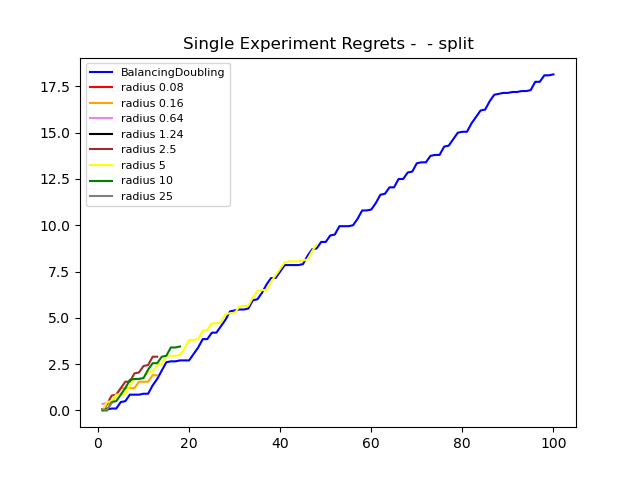 Single Experiment Regrets -  - split
BalancingDoubling
radius 0.08
radius 0.16
radius 0.64
radius 1.24
radius 2.5
radius 5
radius 10
radius 25
17.5
15.0
12.5
10.0
7.5
5.0
2.5
0.0
0 20 40 60 80 100